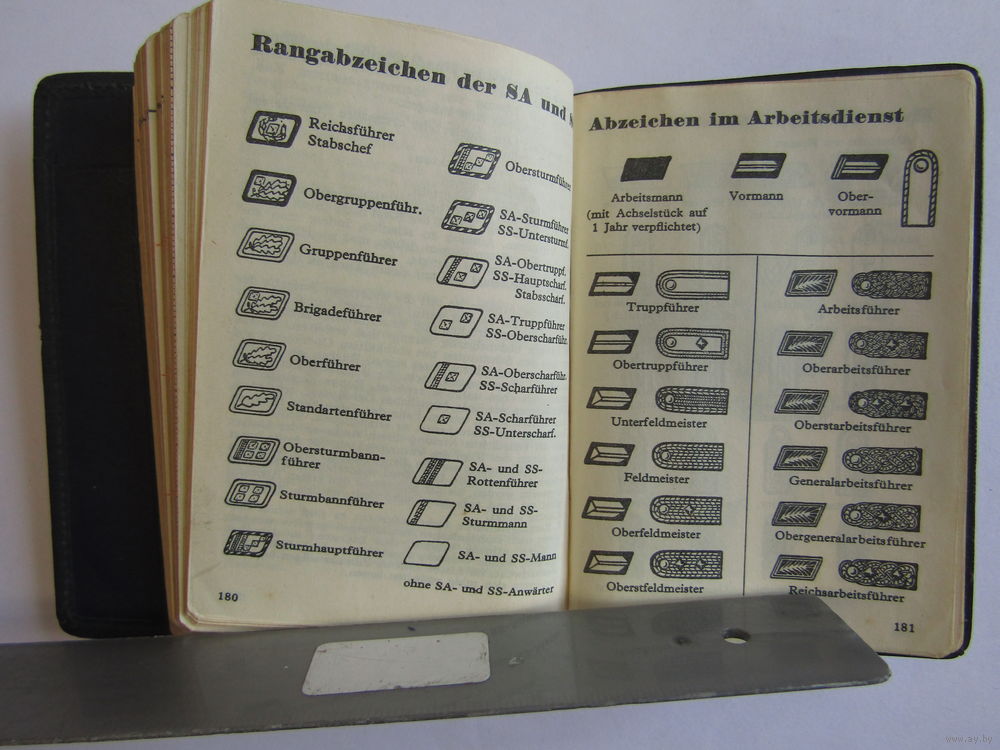 Rangabzeichen der SA und
Reichsführer
Stabschef
Obergruppenführ.
Gruppenführer
Brigadeführer
Oberführer
Standartenführer
Obersturmbann-
führer
Sturmbannführer
Sturmhauptführer
Obersturmführer
SA-Sturmführer
SS-Untersturmf.
SA-Obertruppf.
SS-Hauptscharf.
Stabsscharf.
SA-Truppführer
SS-Oberscharführ.
SA-Oberscharführ.
SS-Scharführer
SA-Scharführer
SS-Unterscharf.
SA- und SS-
Rottenführer
SA- und SS-
Sturmmann
SA- und SS-Mann
ohne SA- und SS-Anwärter
180
Abzeichen im Arbeitsdienst
Arbeitsmann
(mit Achselstück auf
1 Jahr verpflichtet)
Vormann
Ober-
vormann
Truppführer
Obertruppführer
Unterfeldmeister
Feldmeister
Oberfeldmeister
Oberstfeldmeister
Arbeitsführer
Oberarbeitsführer
Oberstarbeitsführer
Generalarbeitsführer
Obergeneralarbeitsführer
Reichsarbeitsführer
181
www.ay.by